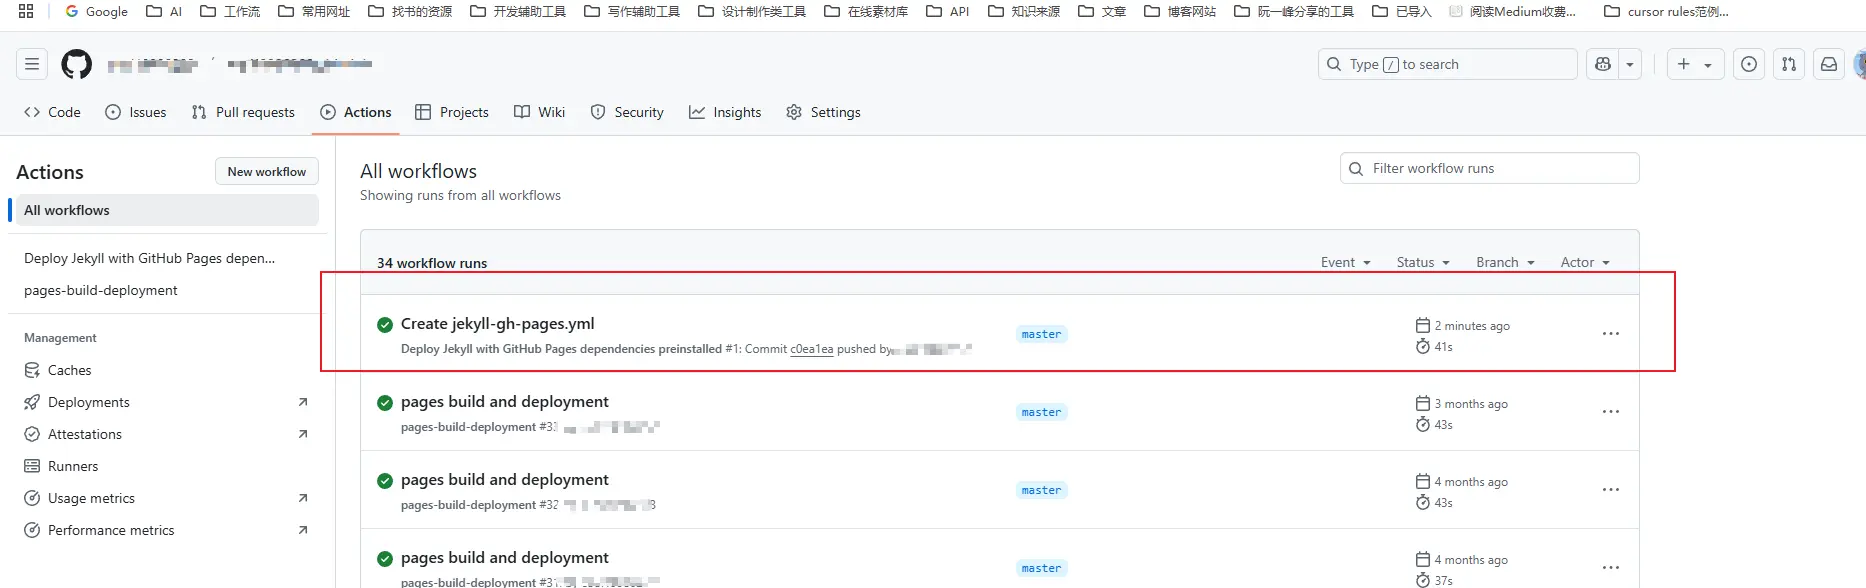 Google AI 工作流 常用网址 找书的资源 开发辅助工具 写作辅助工具 设计制作类工具 在线素材库 API 知识来源 文章 博客网站 阮一峰分享的工具 已导入 阅读Medium收费... cursor rules范例...
Type / to search
Code Issues Pull requests Actions Projects Wiki Security Insights Settings
Actions
New workflow
All workflows
Deploy Jekyll with GitHub Pages depen...
pages-build-deployment
Management
Caches
Deployments
Attestations
Runners
Usage metrics
Performance metrics
All workflows
Showing runs from all workflows
Filter workflow runs
34 workflow runs
Event Status Branch Actor
Create jekyll-gh-pages.yml
Deploy Jekyll with GitHub Pages dependencies preinstalled #1: Commit c0ea1ea pushed by
master
2 minutes ago
41s
pages build and deployment
pages-build-deployment #33
master
3 months ago
43s
pages build and deployment
pages-build-deployment #32
master
4 months ago
43s
pages build and deployment
pages-build-deployment #31
master
4 months ago
37s